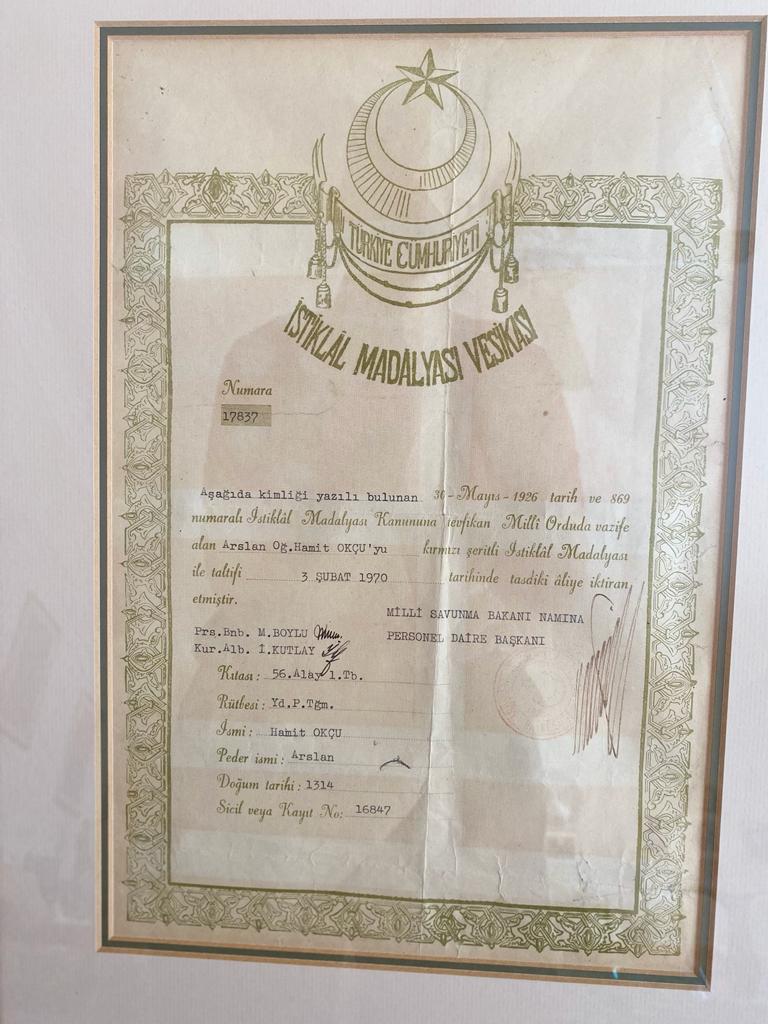 TÜRKİYE CÜMHURİYETİ
İSTİKLÂL MADALYASI VESİKASI
Numara
17837
Aşağıda kimliği yazılı bulunan 30-Mayıs-1926 tarih ve 869
numaralı İstiklâl Madalyası Kanununa tevfikan Millî Orduda vazife
alan Arslan Oğ.Hamit OKÇU'yu kırmızı şeritli İstiklâl Madalyası
ile taltifi 3 ŞUBAT 1970 tarihinde tasdiki âliye iktiran
etmiştir.
MİLLİ SAVUNMA BAKANI NAMINA
PERSONEL DAİRE BAŞKANI
Prs.Bnb. M.BOYLU
Kur.Alb. İ.KUTLAY
Kıtası: 56.Alay 1.Tb.
Rütbesi: Yd.P.Tğm.
İsmi: Hamit OKÇU
Peder ismi: Arslan
Doğum tarihi: 1314
Sicil veya Kayıt No: 16847